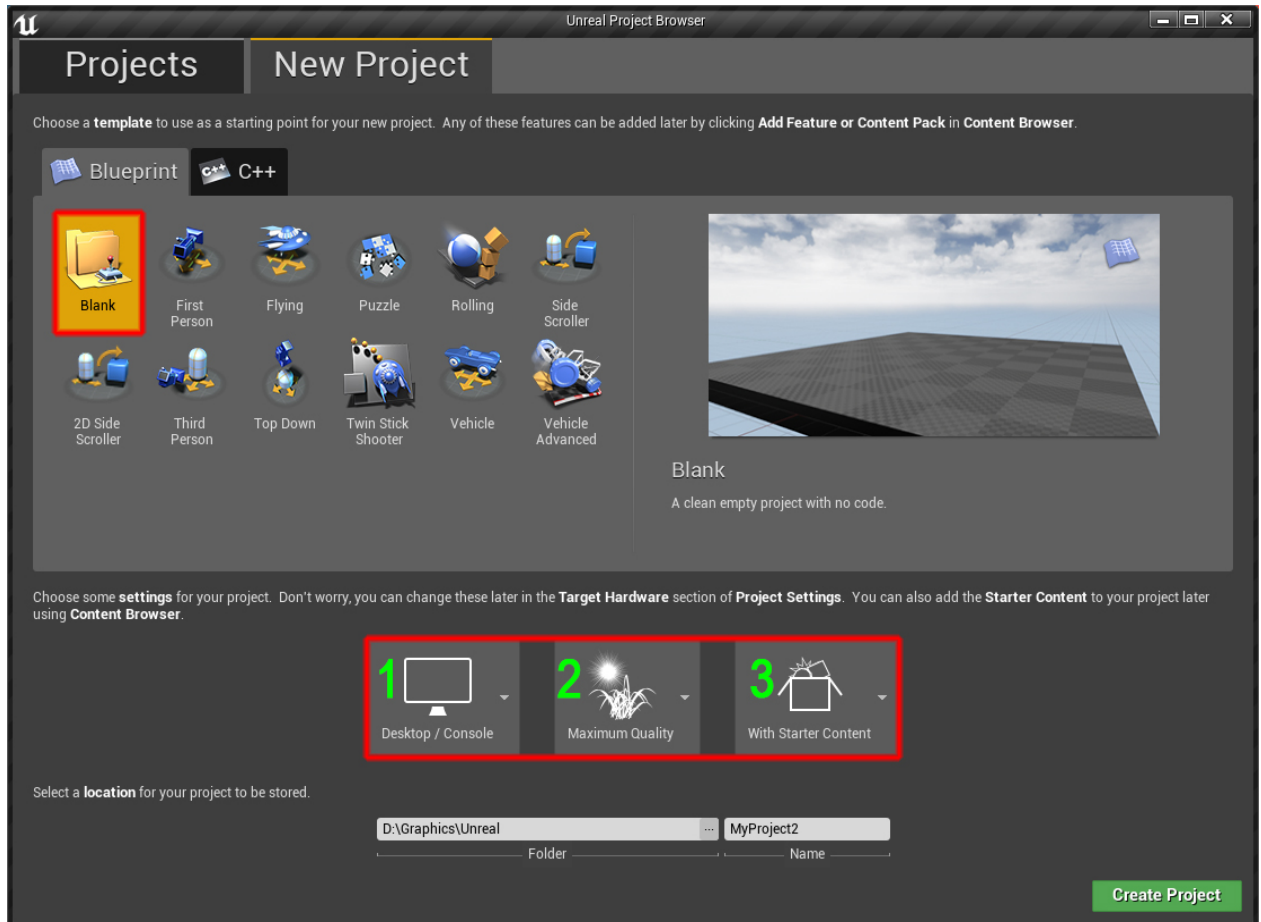 Unreal Project Browser
Projects
New Project
Choose a template to use as a starting point for your new project. Any of these features can be added later by clicking Add Feature or Content Pack in Content Browser.
Blueprint
C++
C++
Blank
First
Person
Flying
Puzzle
Rolling
Side
Scroller
2D Side
Scroller
Third
Person
Top Down
Twin Stick
Shooter
Vehicle
Vehicle
Advanced
Blank
A clean empty project with no code.
Choose some settings for your project. Don't worry, you can change these later in the Target Hardware section of Project Settings. You can also add the Starter Content to your project later
using Content Browser.
1
Desktop / Console
2
Maximum Quality
3
With Starter Content
Select a location for your project to be stored.
D:\Graphics\Unreal
...
MyProject2
Folder
Name
Create Project